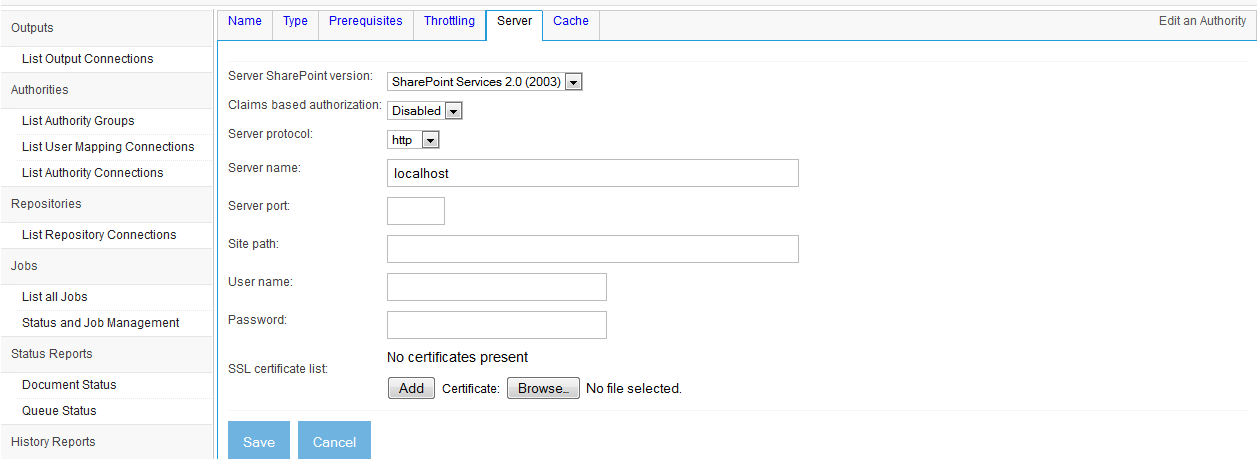 Outputs
List Output Connections
Authorities
List Authority Groups
List User Mapping Connections
List Authority Connections
Repositories
List Repository Connections
Jobs
List all Jobs
Status and Job Management
Status Reports
Document Status
Queue Status
History Reports
Name Type Prerequisites Throttling Server Cache Edit an Authority
Server SharePoint version: SharePoint Services 2.0 (2003)
Claims based authorization: Disabled
Server protocol: http
Server name: localhost
Server port:
Site path:
User name:
Password:
SSL certificate list: No certificates present
Add Certificate: Browse... No file selected.
Save Cancel